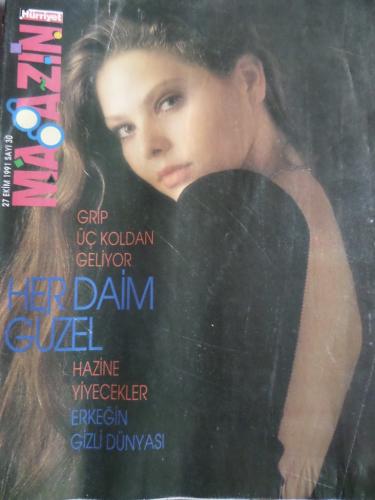 Hürriyet
MAGAZİN
27 EKİM 1991 SAYI 30
GRİP
ÜÇ KOLDAN
GELİYOR
HER DAİM
GÜZEL
HAZİNE
YİYECEKLER
ERKEĞİN
GİZLİ DÜNYASI